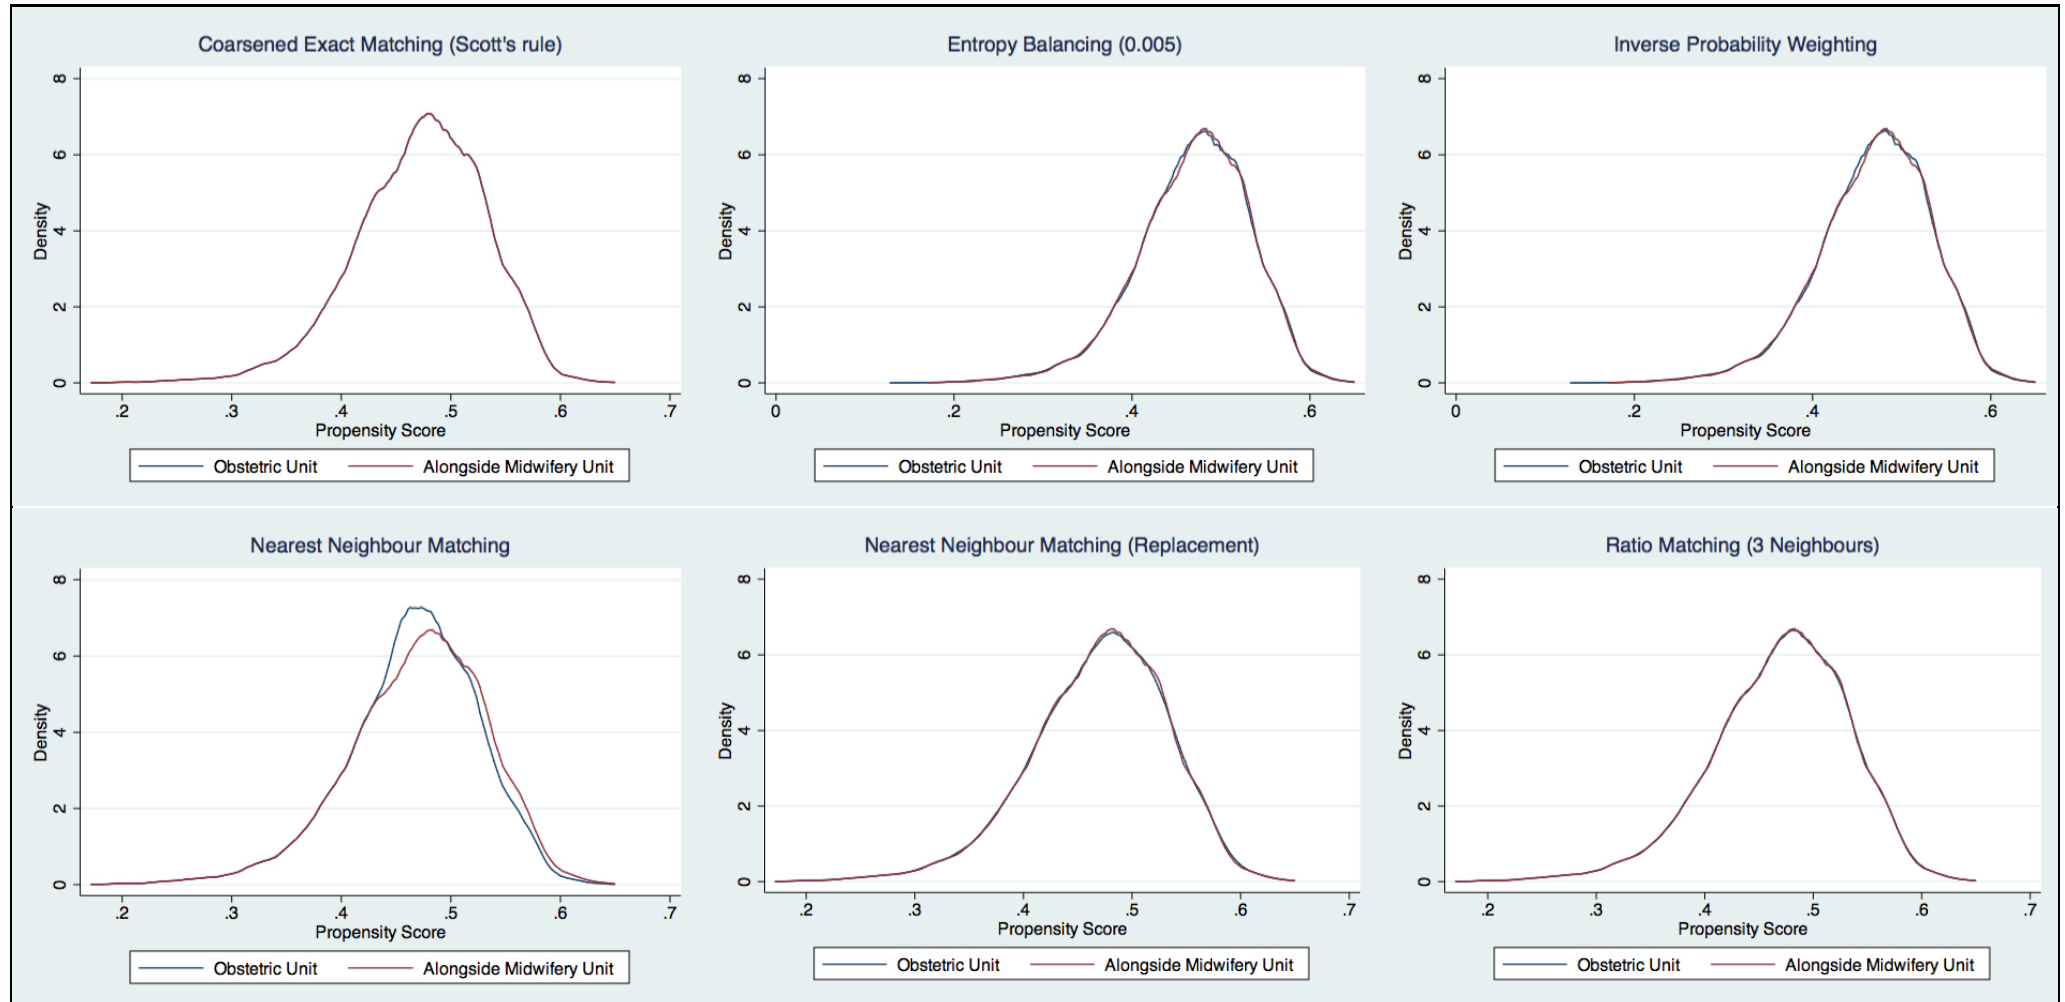 Coarsened Exact Matching (Scott's rule)
8
6
4
2
0
Density
.2 .3 .4 .5 .6 .7
Propensity Score
Obstetric Unit Alongside Midwifery Unit
Entropy Balancing (0.005)
8
6
4
2
0
Density
0 .2 .4 .6
Propensity Score
Obstetric Unit Alongside Midwifery Unit
Inverse Probability Weighting
8
6
4
2
0
Density
0 .2 .4 .6
Propensity Score
Obstetric Unit Alongside Midwifery Unit
Nearest Neighbour Matching
8
6
4
2
0
Density
.2 .3 .4 .5 .6 .7
Propensity Score
Obstetric Unit Alongside Midwifery Unit
Nearest Neighbour Matching (Replacement)
8
6
4
2
0
Density
.2 .3 .4 .5 .6 .7
Propensity Score
Obstetric Unit Alongside Midwifery Unit
Ratio Matching (3 Neighbours)
8
6
4
2
0
Density
.2 .3 .4 .5 .6 .7
Propensity Score
Obstetric Unit Alongside Midwifery Unit